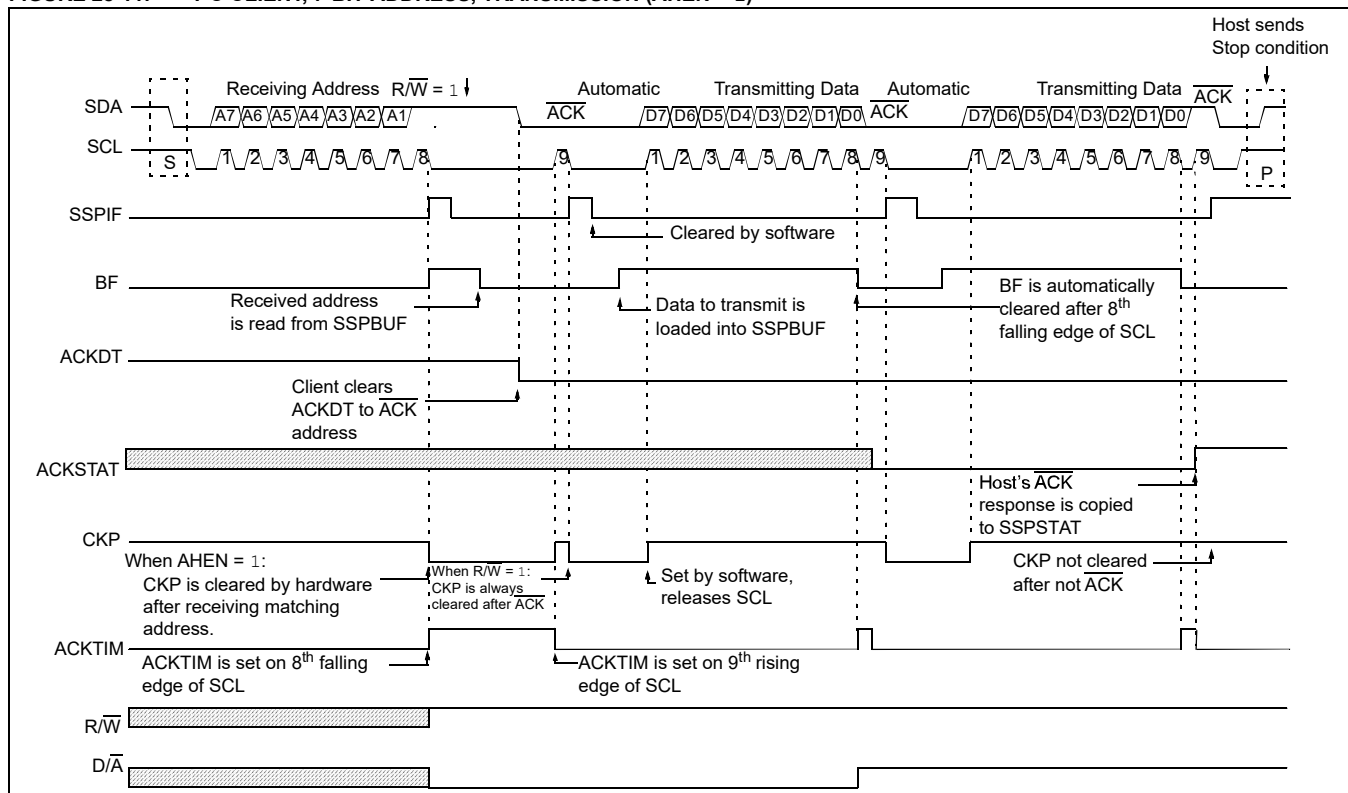 Host sends
Stop condition
Receiving Address R/W = 1
Automatic
Transmitting Data
Automatic
Transmitting Data
SDA
A7 A6 A5 A4 A3 A2 A1
ACK
D7 D6 D5 D4 D3 D2 D1 D0
ACK
D7 D6 D5 D4 D3 D2 D1 D0
ACK
SCL
S
1 2 3 4 5 6 7 8
9
1 2 3 4 5 6 7 8 9
1 2 3 4 5 6 7 8 9
P
SSPIF
Cleared by software
BF
Received address
is read from SSPBUF
Data to transmit is
loaded into SSPBUF
BF is automatically
cleared after 8th
falling edge of SCL
ACKDT
Client clears
ACKDT to ACK
address
ACKSTAT
Host's ACK
response is copied
to SSPSTAT
CKP
When AHEN = 1:
CKP is cleared by hardware
after receiving matching
address.
When R/W = 1:
CKP is always
cleared after ACK
Set by software,
releases SCL
CKP not cleared
after not ACK
ACKTIM
ACKTIM is set on 8th falling
edge of SCL
ACKTIM is set on 9th rising
edge of SCL
R/W
D/A